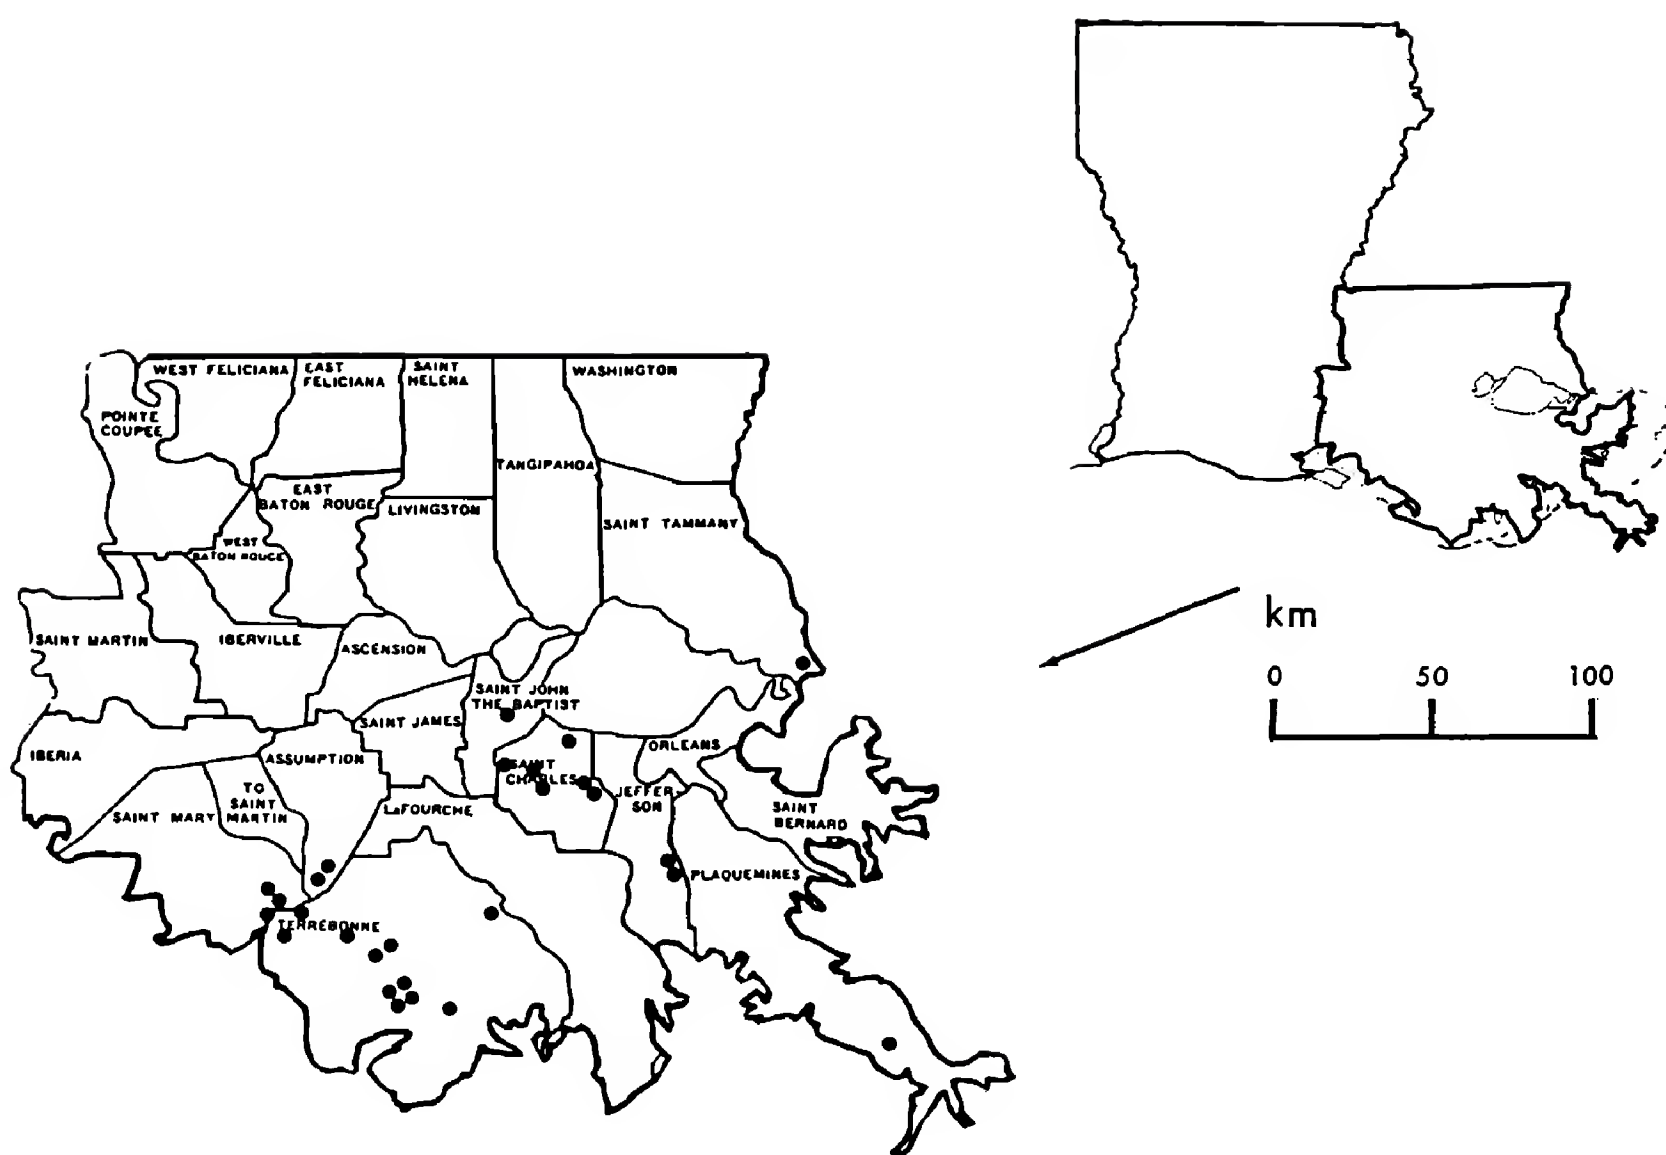 WEST FELICIANA
EAST
FELICIANA
SAINT
HELENA
WASHINGTON
POINTE
COUPEE
TANGIPAHOA
EAST
BATON ROUGE
LIVINGSTON
SAINT TAMMANY
WEST
BATON ROUGE
SAINT MARTIN
IBERVILLE
ASCENSION
SAINT JOHN
THE BAPTIST
SAINT JAMES
IBERIA
ASSUMPTION
ORLEANS
SAINT
CHARLES
JEFFER
SON
TO
SAINT
MARTIN
SAINT MARY
LAFOURCHE
SAINT
BERNARD
PLAQUEMINES
TERREBONNE
km
0 50 100